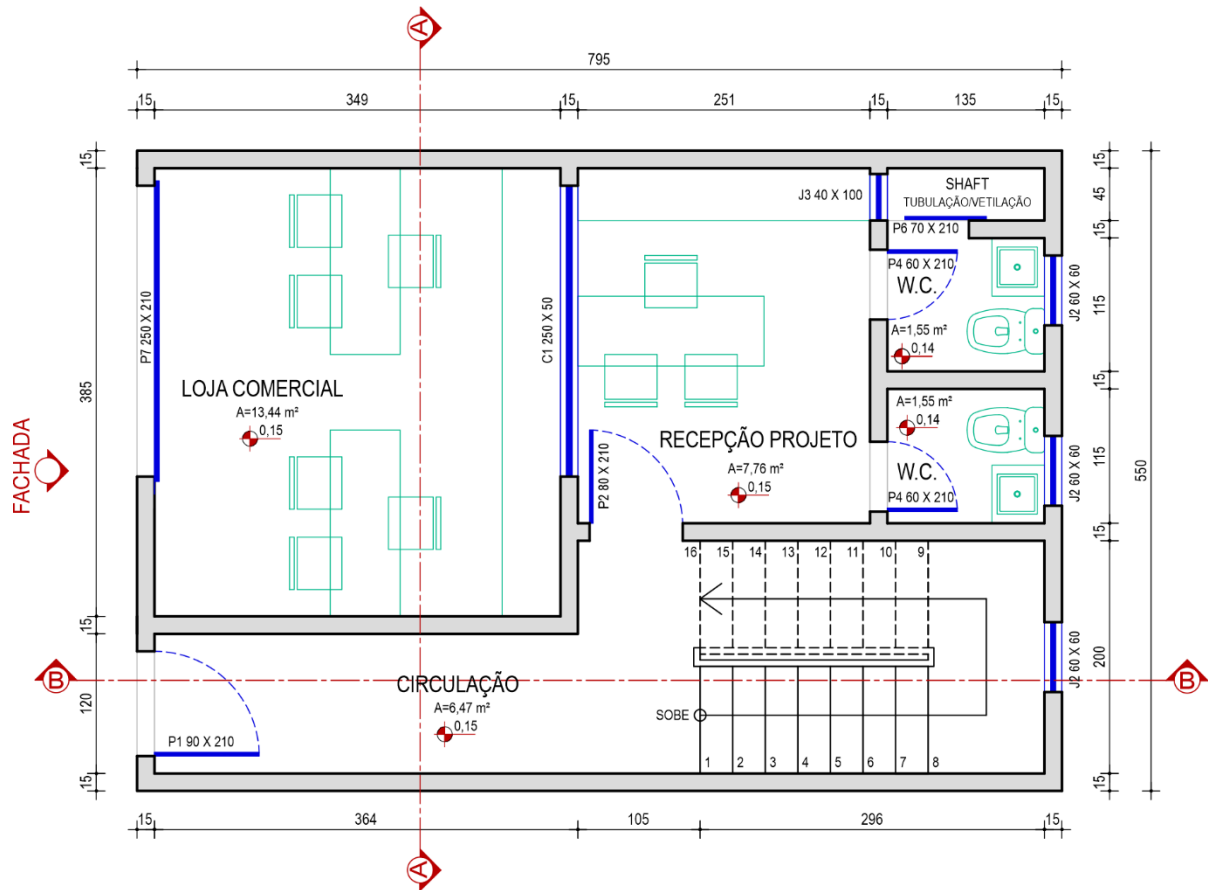 A
795
15 349 15 251 15 135 15
15
385
15
120
15
15
45
15
115
15
115
15
200
15
550
SHAFT
TUBULAÇÃO/VETILAÇÃO
J3 40 X 100
P6 70 X 210
P4 60 X 210
W.C.
A=1,55 m²
0,14
J2 60 X 60
P7 250 X 210
C1 250 X 50
LOJA COMERCIAL
A=13,44 m²
0,15
FACHADA
RECEPÇÃO PROJETO
A=7,76 m²
0,15
P2 80 X 210
A=1,55 m²
0,14
W.C.
P4 60 X 210
J2 60 X 60
16 15 14 13 12 11 10 9
B
CIRCULAÇÃO
A=6,47 m²
0,15
P1 90 X 210
SOBE
1 2 3 4 5 6 7 8
J2 60 X 60
B
15 364 105 296 15
A